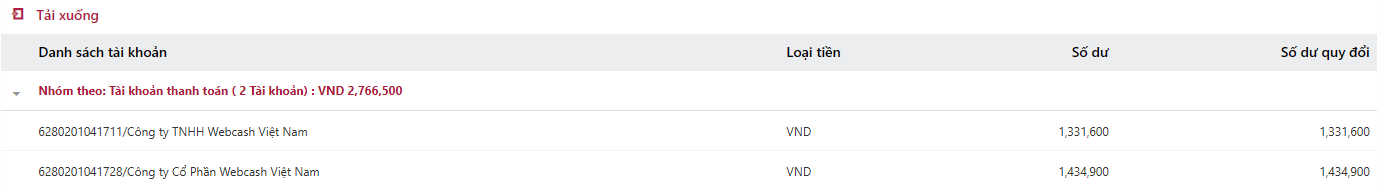 Tải xuống
Danh sách tài khoản Loại tiền Số dư Số dư quy đổi
Nhóm theo: Tài khoản thanh toán ( 2 Tài khoản) : VND 2,766,500
6280201041711/Công ty TNHH Webcash Việt Nam VND 1,331,600 1,331,600
6280201041728/Công ty Cổ Phần Webcash Việt Nam VND 1,434,900 1,434,900